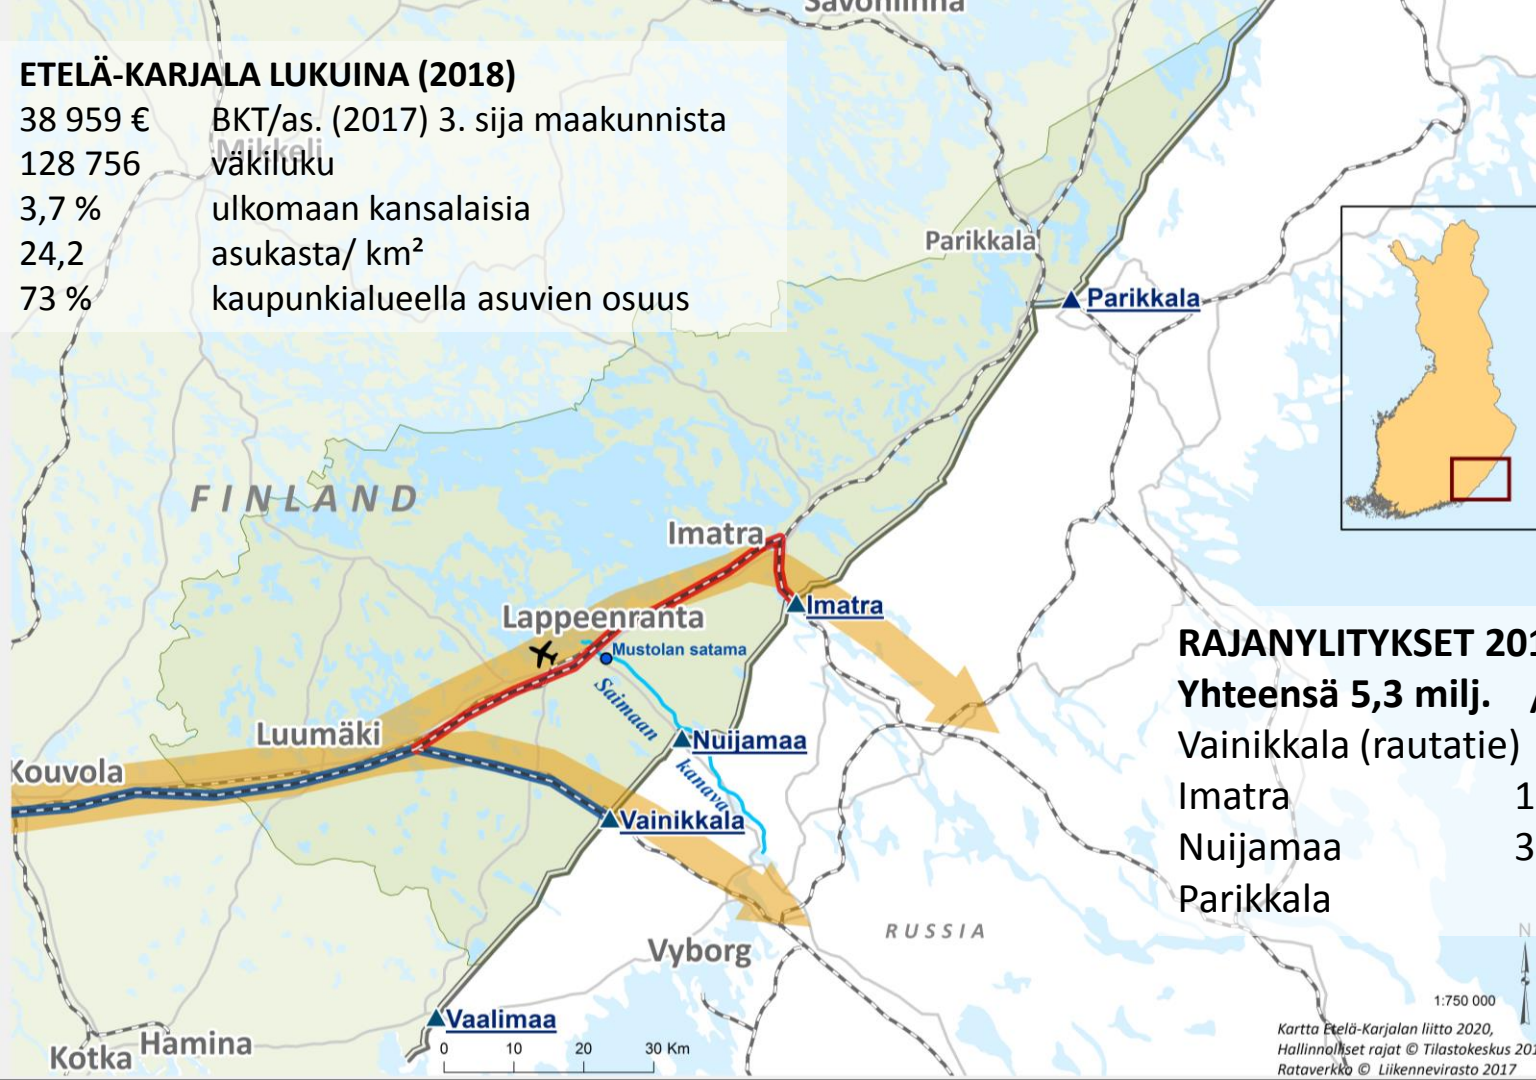 Savonlinna
ETELÄ-KARJALA LUKUINA (2018)
38 959 € BKT/as. (2017) 3. sija maakunnista
Mikkeli
128 756 väkiluku
3,7 % ulkomaan kansalaisia
24,2 asukasta/ km²
73 % kaupunkialueella asuvien osuus
Parikkala
Parikkala
FINLAND
Imatra
Imatra
Lappeenranta
Mustolan satama
Saimaan
kanava
Luumäki
Nuijamaa
Kouvola
Vainikkala
RAJANYLITYKSET 201
Yhteensä 5,3 milj. /
Vainikkala (rautatie)
Imatra 1
Nuijamaa 3
Parikkala
RUSSIA
Vyborg
N
1:750 000
Vaalimaa
Hamina
Kotka
0 10 20 30 Km
Kartta Etelä-Karjalan liitto 2020,
Hallinnolliset rajat © Tilastokeskus 201
Rataverkko © Liikennevirasto 2017